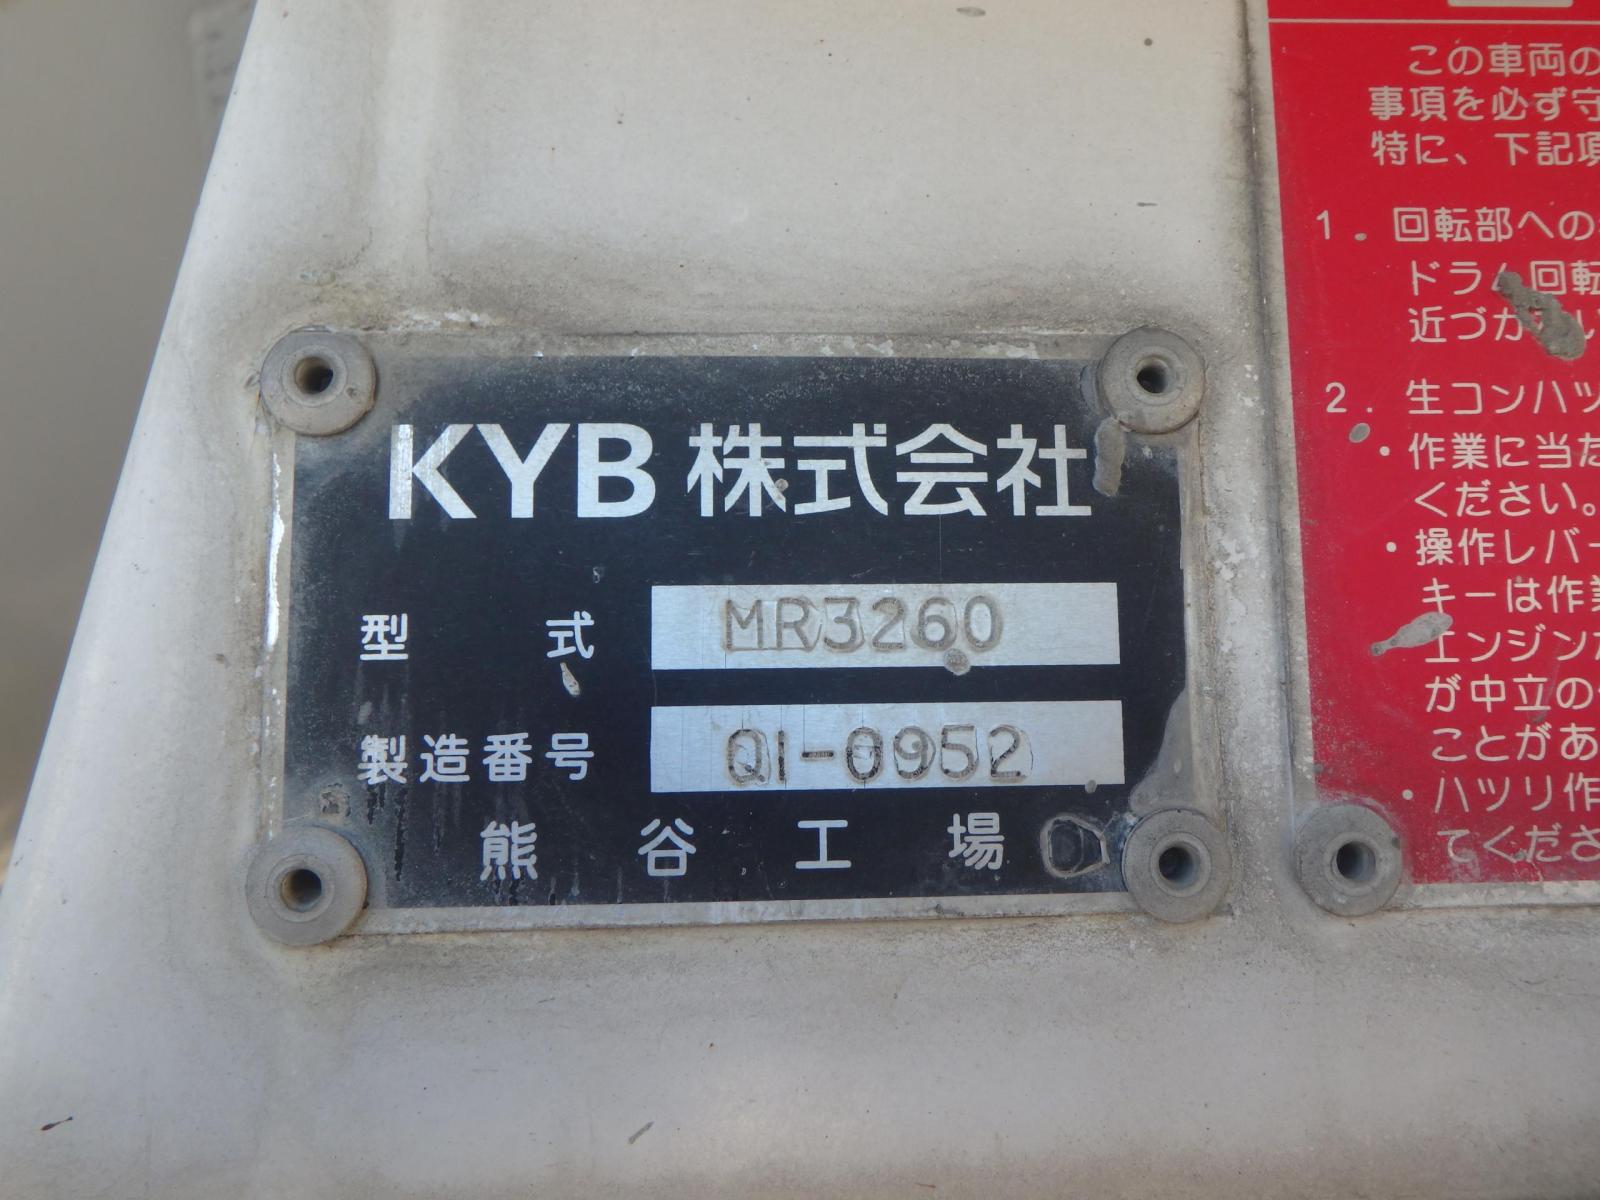 KYB 株式会社
型式 MR3260
製造番号 Q1-0952
熊谷工場
この車両の
事項を必ず守
特に、下記項
1. 回転部への
ドラム回転
近づかない
2. 生コンハツ
・作業に当た
ください。
・操作レバー
キーは作業
エンジンが
が中立の
ことがあ
・ハツリ作
てくださ